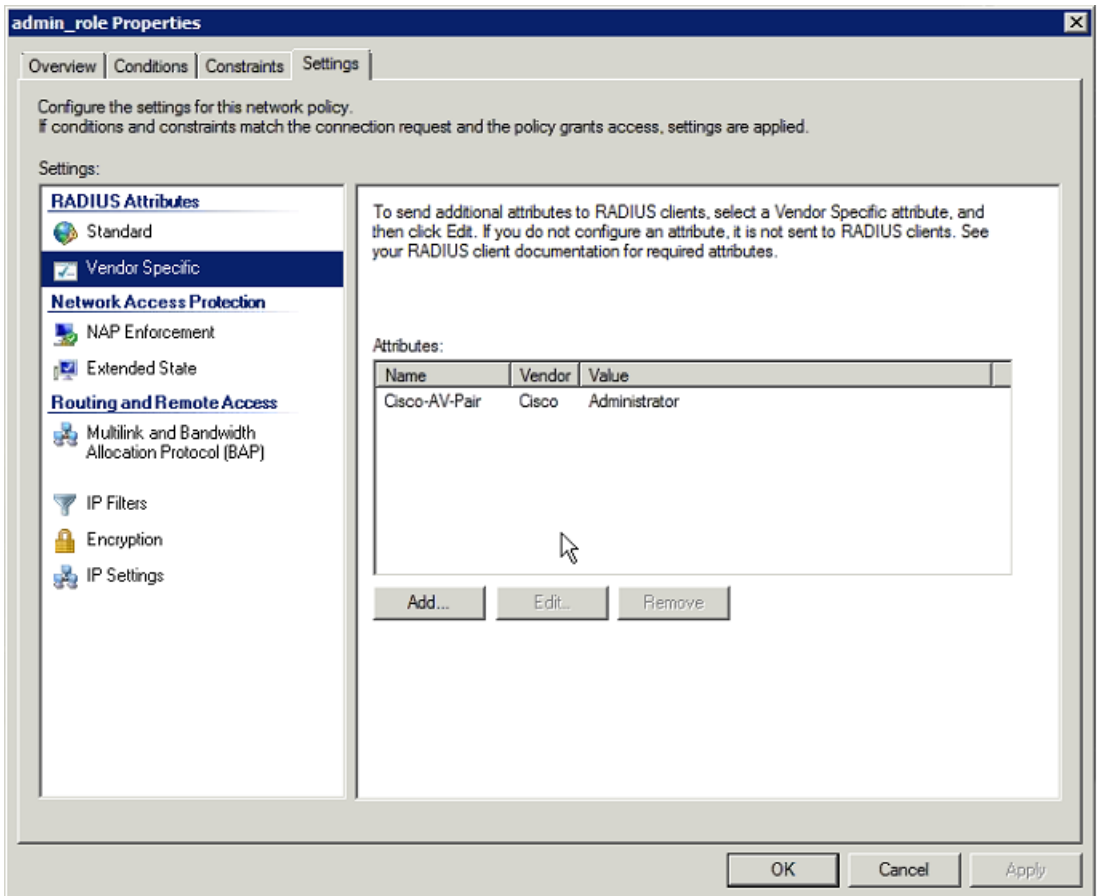 admin_role Properties
Overview Conditions Constraints Settings
Configure the settings for this network policy.
If conditions and constraints match the connection request and the policy grants access, settings are applied.
Settings:
RADIUS Attributes
Standard
Vendor Specific
Network Access Protection
NAP Enforcement
Extended State
Routing and Remote Access
Multilink and Bandwidth
Allocation Protocol (BAP)
IP Filters
Encryption
IP Settings
To send additional attributes to RADIUS clients, select a Vendor Specific attribute, and
then click Edit. If you do not configure an attribute, it is not sent to RADIUS clients. See
your RADIUS client documentation for required attributes.
Attributes:
Name Vendor Value
Cisco-AV-Pair Cisco Administrator
Add... Edit... Remove
OK Cancel Apply